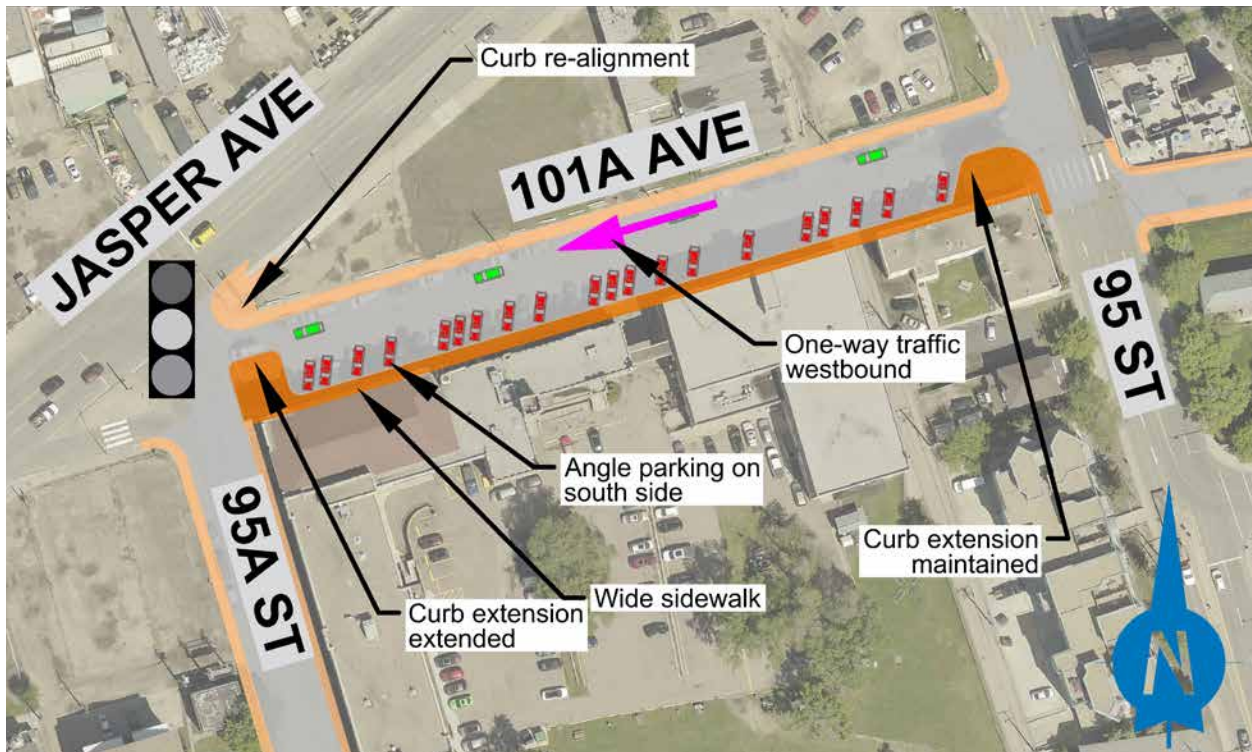 Curb re-alignment
JASPER AVE
101A AVE
One-way traffic
westbound
95 ST
Angle parking on
south side
Curb extension
maintained
95A ST
Wide sidewalk
Curb extension
extended
N